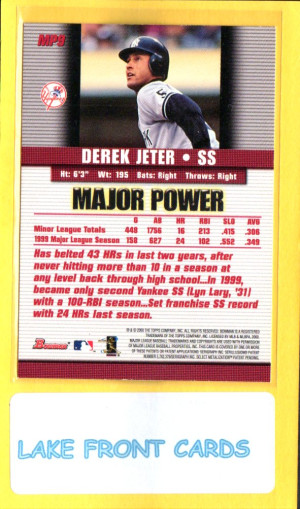 MP9
DEREK JETER • SS
Ht: 6'3" Wt: 195 Bats: Right Throws: Right
MAJOR POWER
G AB HR RBI SLG AVG
Minor League Totals 448 1756 16 213 .415 .306
1999 Major League Season 158 627 24 102 .552 .349
Has belted 43 HRs in last two years, after
never hitting more than 10 in a season at
any level back through high school...In 1999,
became only second Yankee SS (Lyn Lary, '31)
with a 100-RBI season...Set franchise SS record
with 24 HRs last season.
Bowman
LAKE FRONT CARDS